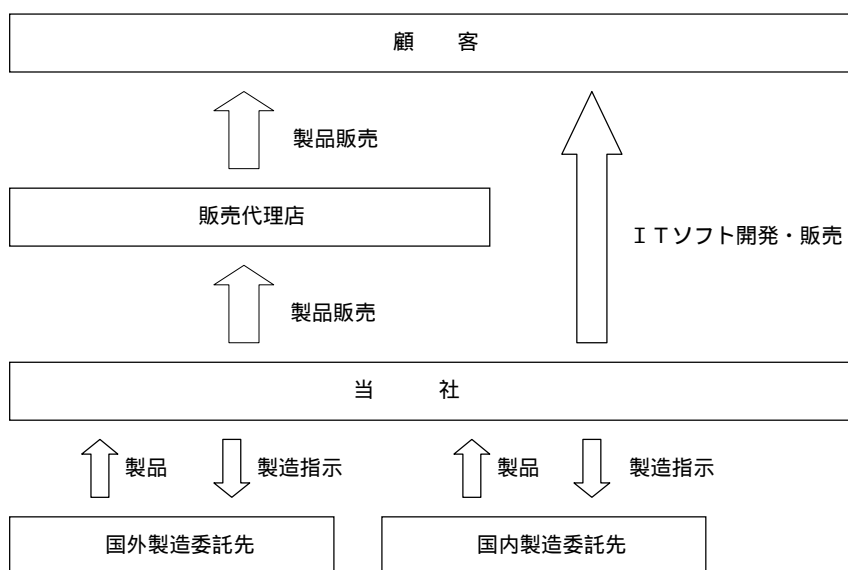 顧　　客
製品販売
販売代理店
ＩＴソフト開発・販売
製品販売
当　　　社
製品
製造指示
製品
製造指示
国外製造委託先
国内製造委託先